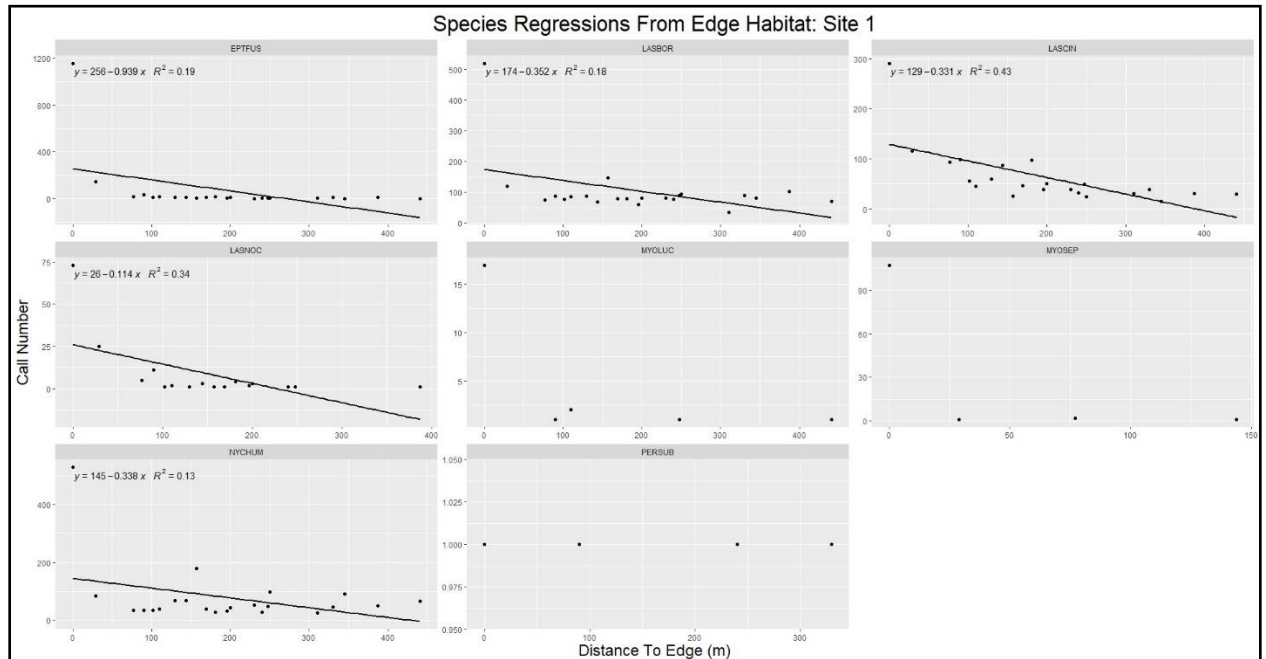 Species Regressions From Edge Habitat: Site 1
EPTFUS
LASBOR
LASCIN
1200
800
400
0
y = 256 − 0.939 x R² = 0.19
0 100 200 300 400
500
400
300
200
100
0
y = 174 − 0.352 x R² = 0.18
0 100 200 300 400
300
200
100
0
y = 129 − 0.331 x R² = 0.43
0 100 200 300 400
LASNOC
MYOLUC
MYOSEP
75
50
25
0
y = 26 − 0.114 x R² = 0.34
0 100 200 300 400
15
10
5
0 100 200 300 400
90
60
30
0
0 50 100 150
NYCHUM
PERSUB
400
200
0
y = 145 − 0.338 x R² = 0.13
0 100 200 300 400
1.050
1.025
1.000
0.975
0.950
0 100 200 300
Call Number
Distance To Edge (m)